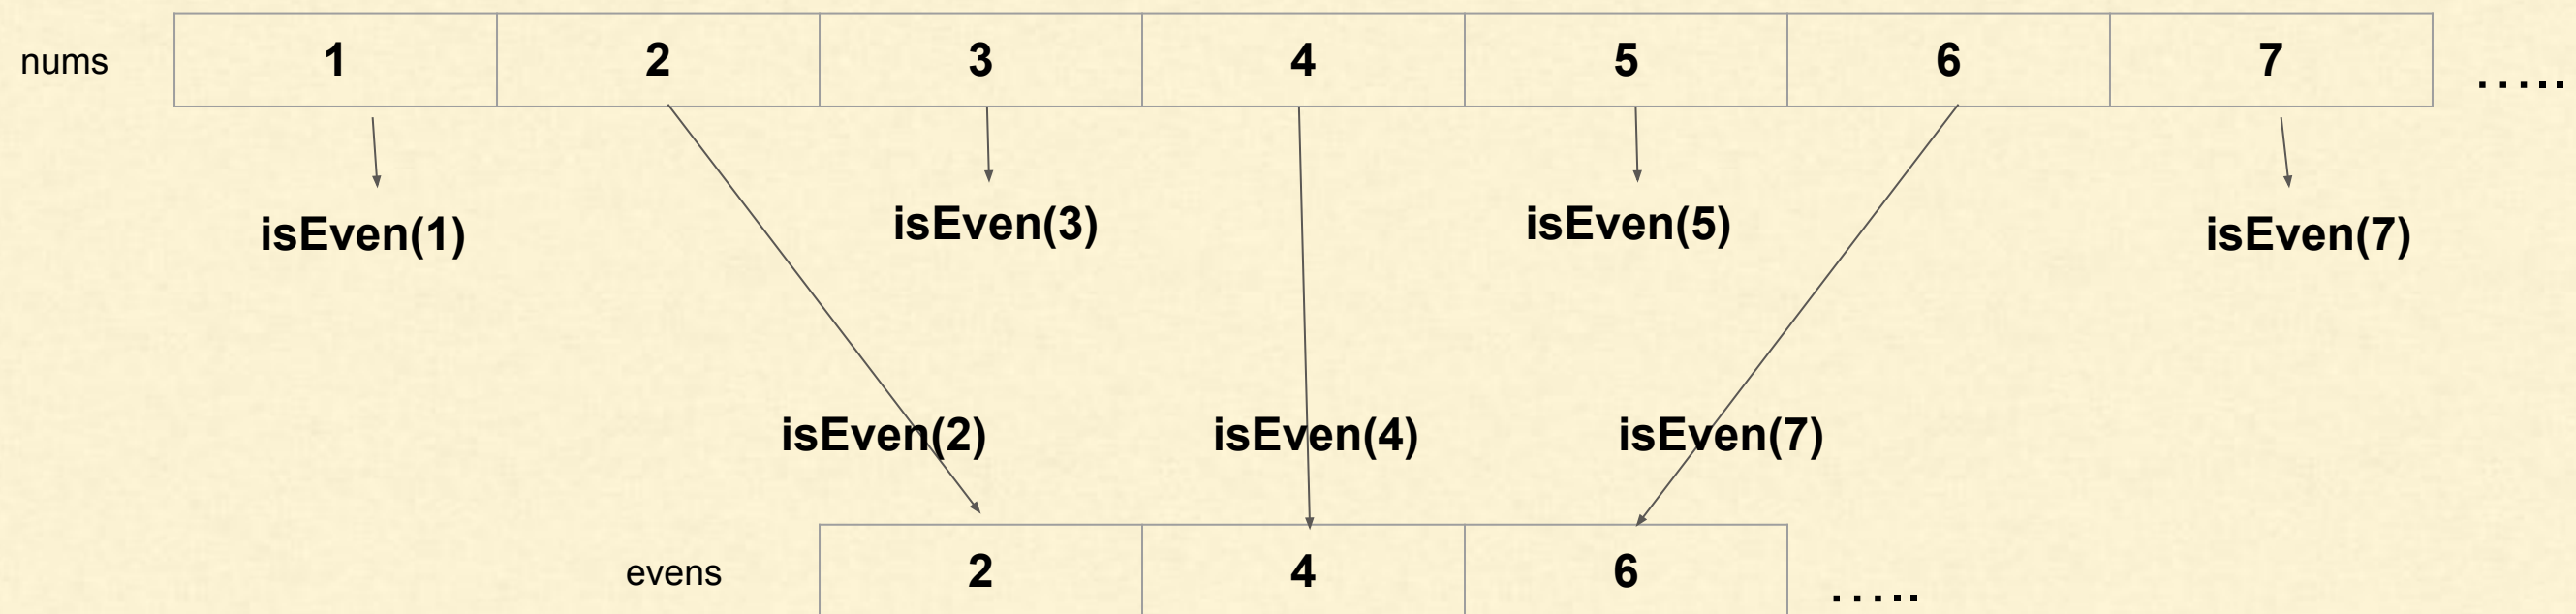 nums 1 2 3 4 5 6 7 .....
isEven(1) isEven(3) isEven(5) isEven(7)
isEven(2) isEven(4) isEven(7)
evens 2 4 6 .....